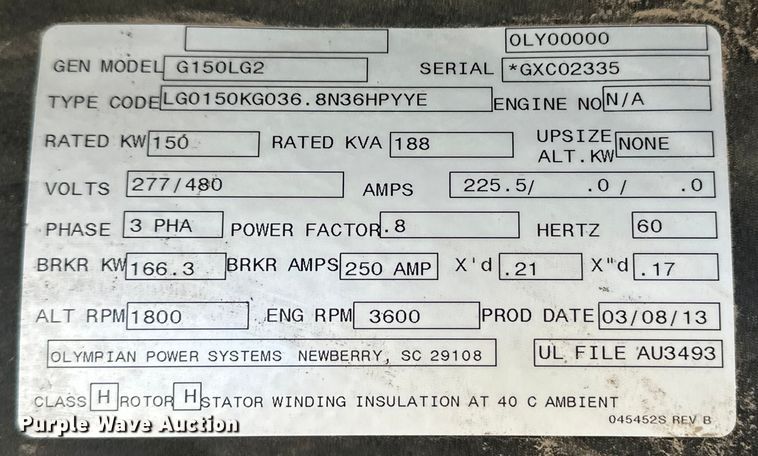 OLY00000
GEN MODEL G150LG2 SERIAL *GXC02335
TYPE CODE LG0150KG036.8N36HPYYE ENGINE NO N/A
RATED KW 150 RATED KVA 188 UPSIZE ALT.KW NONE
VOLTS 277/480 AMPS 225.5/ .0 / .0
PHASE 3 PHA POWER FACTOR .8 HERTZ 60
BRKR KW 166.3 BRKR AMPS 250 AMP X'd .21 X"d .17
ALT RPM 1800 ENG RPM 3600 PROD DATE 03/08/13
OLYMPIAN POWER SYSTEMS NEWBERRY, SC 29108 UL FILE AU3493
CLASS H ROTOR H STATOR WINDING INSULATION AT 40 C AMBIENT
045452S REV B
Purple Wave Auction